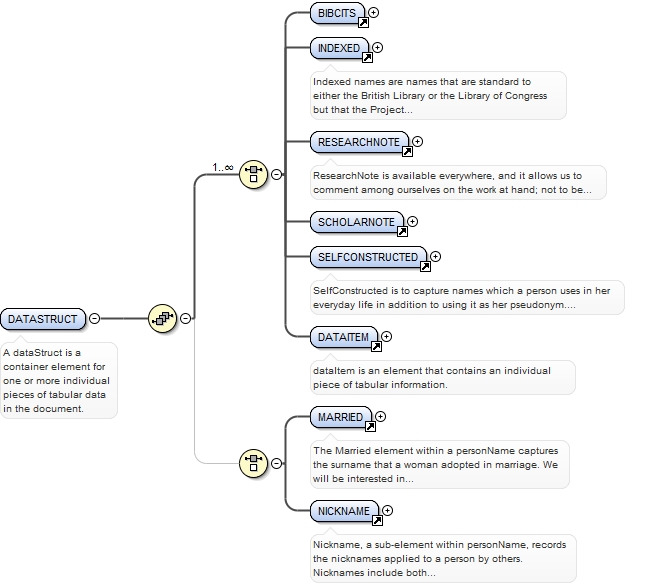 BIBCITS
INDEXED
Indexed names are names that are standard to
either the British Library or the Library of Congress
but that the Project...
1..∞
RESEARCHNOTE
ResearchNote is available everywhere, and it allows us to
comment among ourselves on the work at hand; not to be...
SCHOLARNOTE
SELFCONSTRUCTED
SelfConstructed is to capture names which a person uses in her
everyday life in addition to using it as her pseudonym....
DATASTRUCT
A dataStruct is a
container element for
one or more individual
pieces of tabular data
in the document.
DATAITEM
dataItem is an element that contains an individual
piece of tabular information.
MARRIED
The Married element within a personName captures
the surname that a woman adopted in marriage. We
will be interested in...
NICKNAME
Nickname, a sub-element within personName, records
the nicknames applied to a person by others.
Nicknames include both...